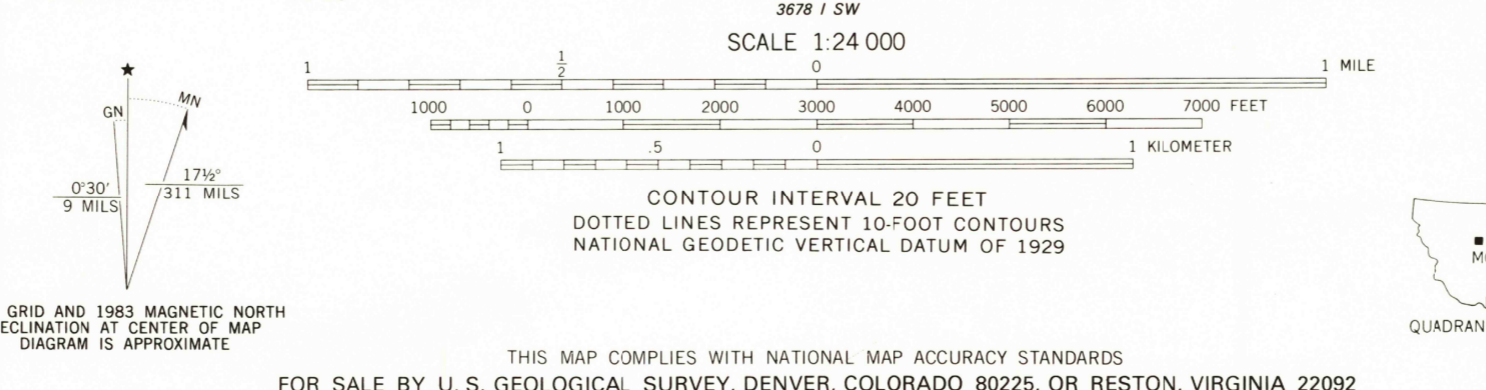 3678 I SW
SCALE 1:24 000
1 1/2 0 1 MILE
1000 0 1000 2000 3000 4000 5000 6000 7000 FEET
1 .5 0 1 KILOMETER
CONTOUR INTERVAL 20 FEET
DOTTED LINES REPRESENT 10-FOOT CONTOURS
NATIONAL GEODETIC VERTICAL DATUM OF 1929
★
GN
MN
0°30′
9 MILS
17½°
311 MILS
GRID AND 1983 MAGNETIC NORTH
ECLINATION AT CENTER OF MAP
DIAGRAM IS APPROXIMATE
M
QUADRAN
THIS MAP COMPLIES WITH NATIONAL MAP ACCURACY STANDARDS
FOR SALE BY U. S. GEOLOGICAL SURVEY, DENVER, COLORADO 80225, OR RESTON, VIRGINIA 22092